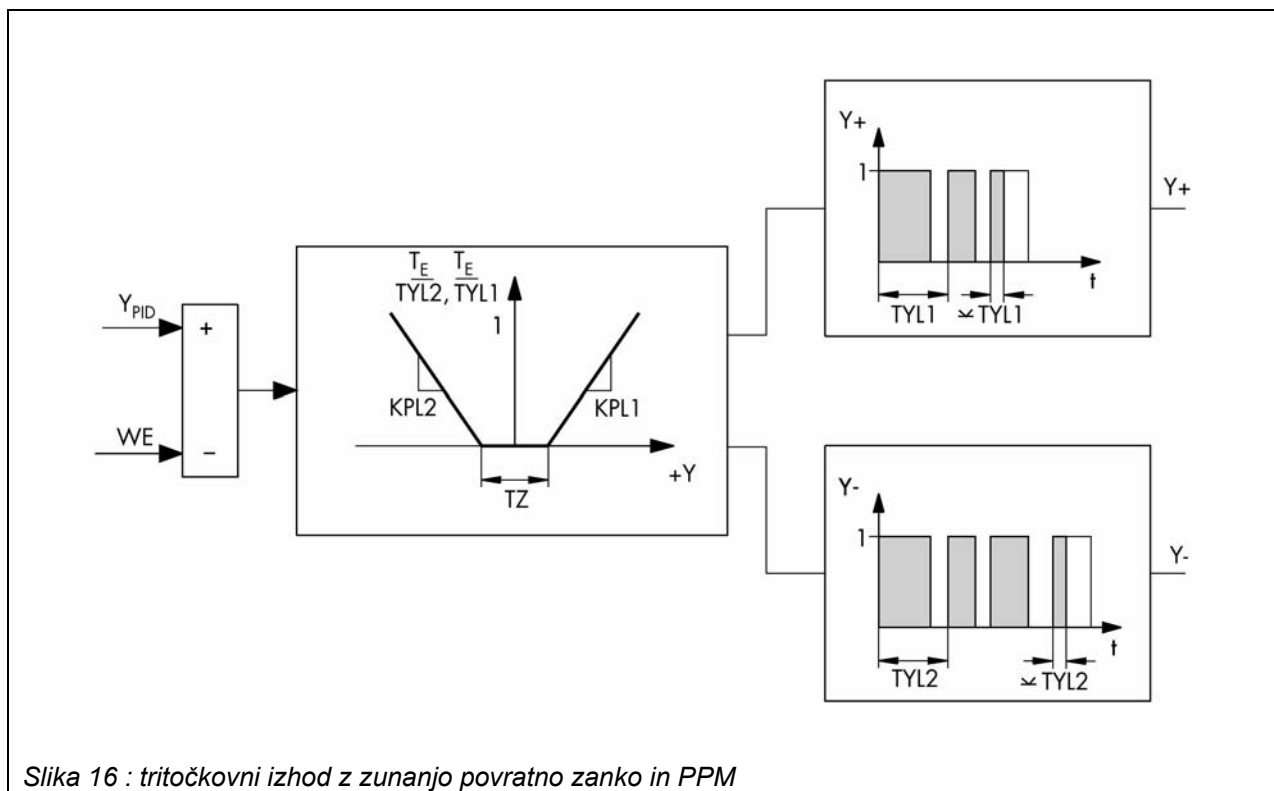 Y+
1
t
TYL1
K TYL1
Y+
T_E/TYL2, T_E/TYL1
1
Y_PID
+
KPL2
KPL1
WE
−
+Y
TZ
Y-
1
t
TYL2
K TYL2
Y-
Slika 16 : tritočkovni izhod z zunanjo povratno zanko in PPM